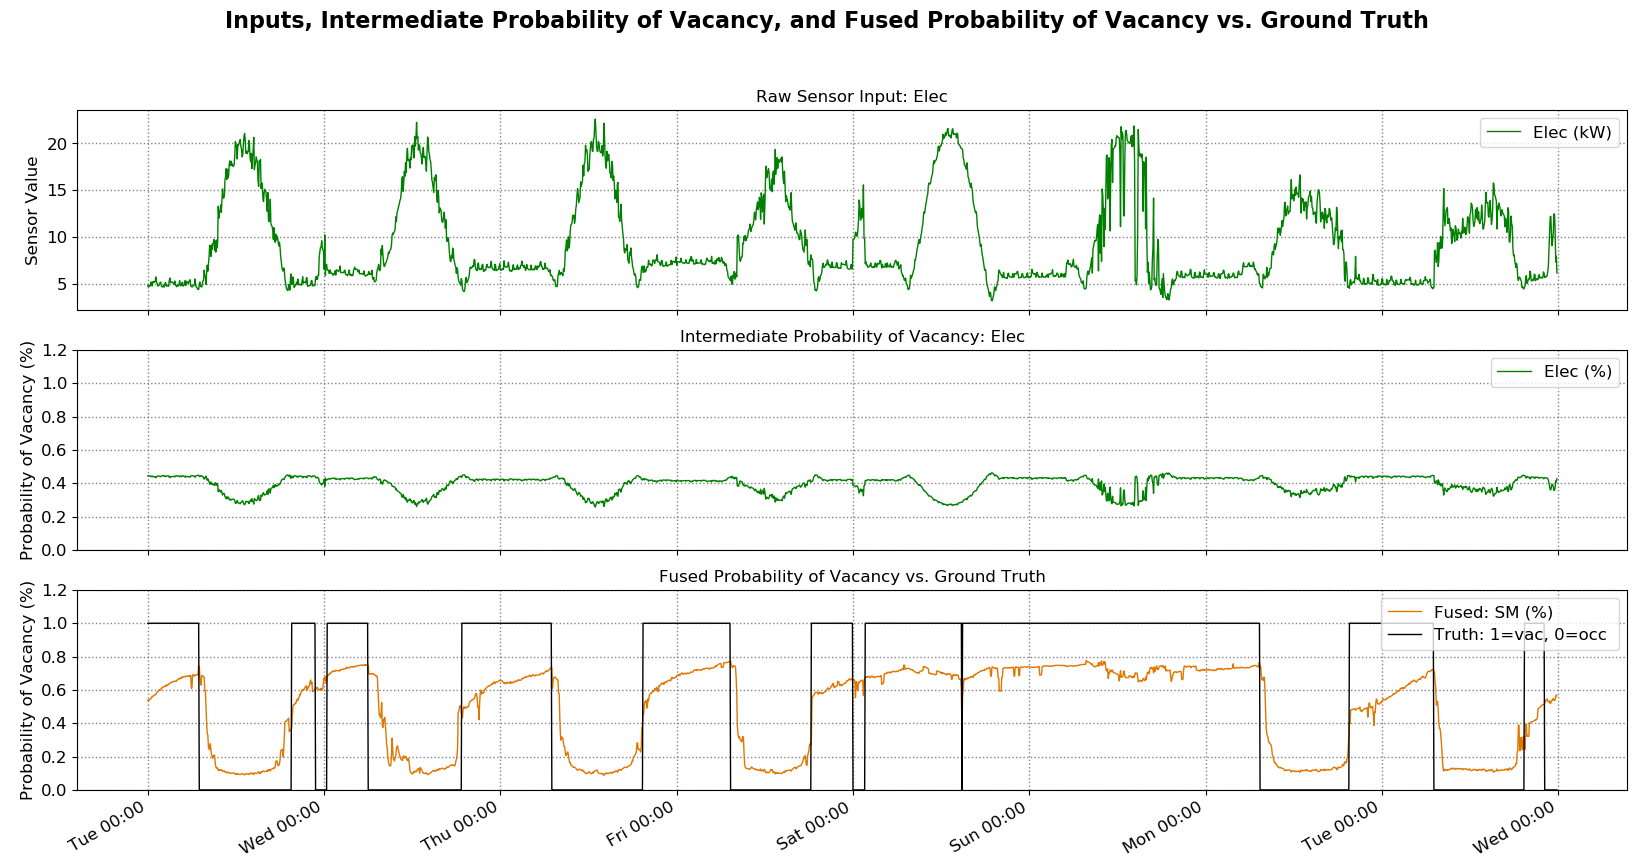 Inputs, Intermediate Probability of Vacancy, and Fused Probability of Vacancy vs. Ground Truth
Raw Sensor Input: Elec
Sensor Value
20
15
10
5
Elec (kW)
Intermediate Probability of Vacancy: Elec
Probability of Vacancy (%)
1.2
1.0
0.8
0.6
0.4
0.2
0.0
Elec (%)
Fused Probability of Vacancy vs. Ground Truth
Probability of Vacancy (%)
1.2
1.0
0.8
0.6
0.4
0.2
0.0
Fused: SM (%)
Truth: 1=vac, 0=occ
Tue 00:00
Wed 00:00
Thu 00:00
Fri 00:00
Sat 00:00
Sun 00:00
Mon 00:00
Tue 00:00
Wed 00:00